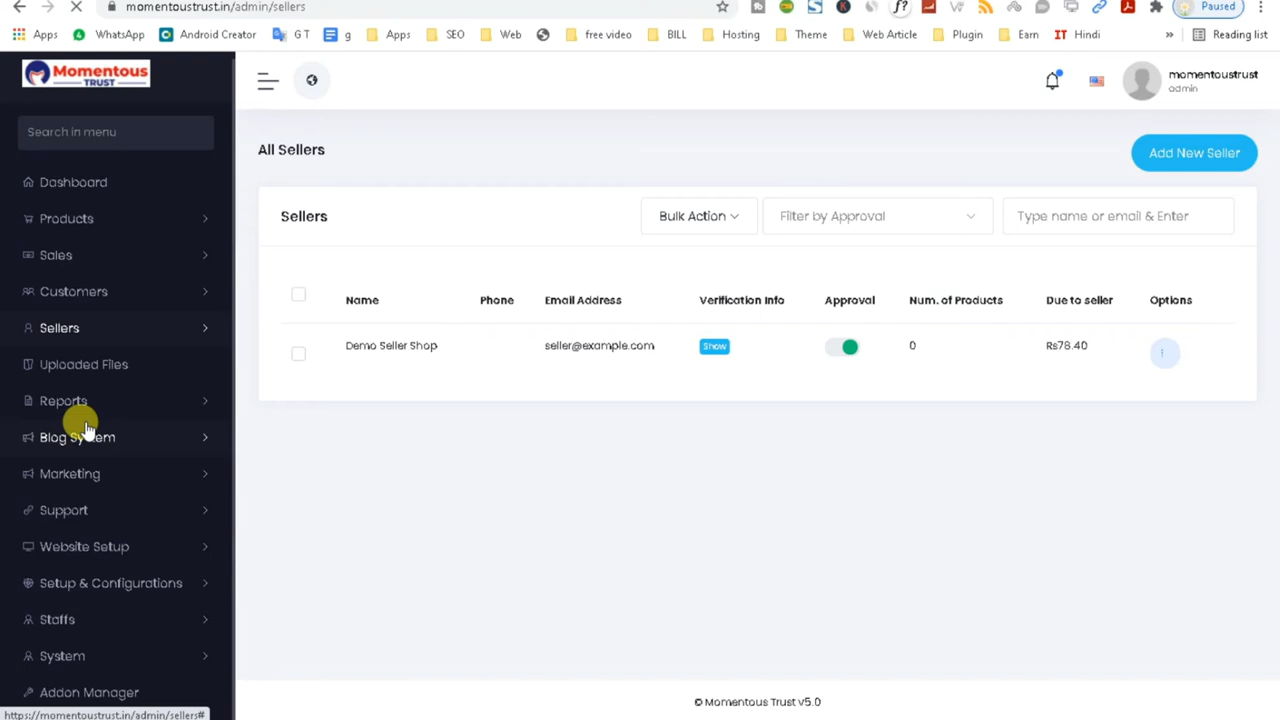 momentoustrust.in/admin/sellers
Paused
Apps WhatsApp Android Creator G T g Apps SEO Web free video BILL Hosting Theme Web Article Plugin Earn IT Hindi » Reading list
Momentous
TRUST
momentoustrust
admin
Search in menu
All Sellers
Add New Seller
Dashboard
Products
Sales
Customers
Sellers
Uploaded Files
Reports
Blog System
Marketing
Support
Website Setup
Setup & Configurations
Staffs
System
Addon Manager
Sellers
Bulk Action
Filter by Approval
Type name or email & Enter
Name Phone Email Address Verification Info Approval Num. of Products Due to seller Options
Demo Seller Shop seller@example.com Show 0 Rs78.40
© Momentous Trust v5.0
https://momentoustrust.in/admin/sellers#